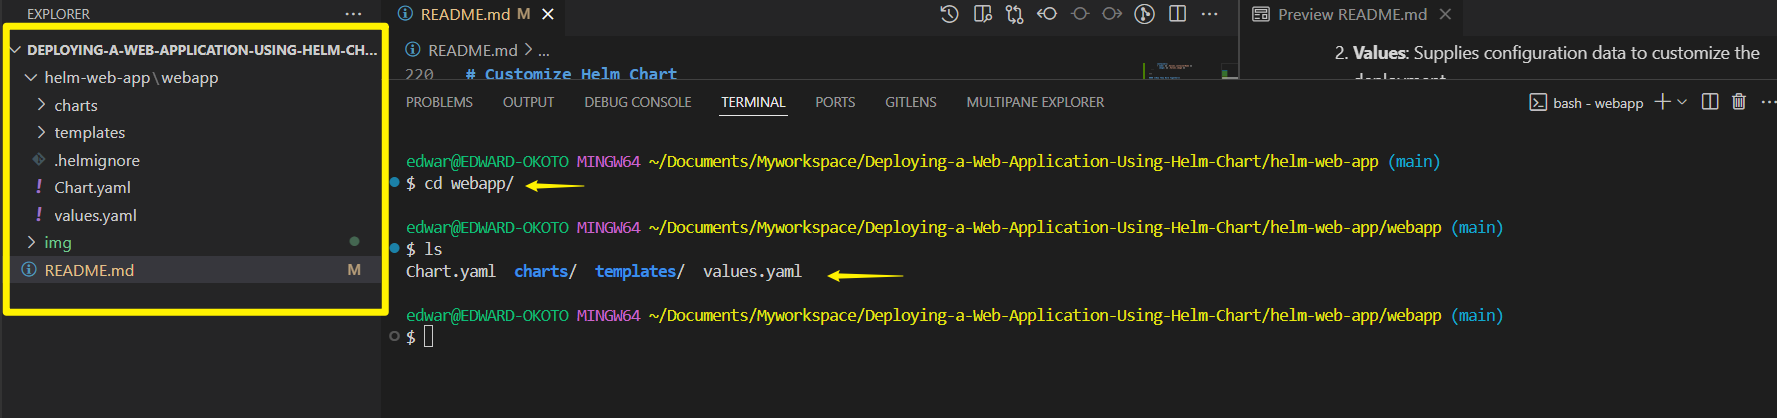 EXPLORER
DEPLOYING-A-WEB-APPLICATION-USING-HELM-CH...
helm-web-app\webapp
charts
templates
.helmignore
! Chart.yaml
! values.yaml
img
README.md M
README.md M
README.md > ...
220 # Customize Helm Chart
Preview README.md
2. Values: Supplies configuration data to customize the
PROBLEMS OUTPUT DEBUG CONSOLE TERMINAL PORTS GITLENS MULTIPANE EXPLORER
bash - webapp
edwar@EDWARD-OKOTO MINGW64 ~/Documents/Myworkspace/Deploying-a-Web-Application-Using-Helm-Chart/helm-web-app (main)
$ cd webapp/
edwar@EDWARD-OKOTO MINGW64 ~/Documents/Myworkspace/Deploying-a-Web-Application-Using-Helm-Chart/helm-web-app/webapp (main)
$ ls
Chart.yaml charts/ templates/ values.yaml
edwar@EDWARD-OKOTO MINGW64 ~/Documents/Myworkspace/Deploying-a-Web-Application-Using-Helm-Chart/helm-web-app/webapp (main)
$